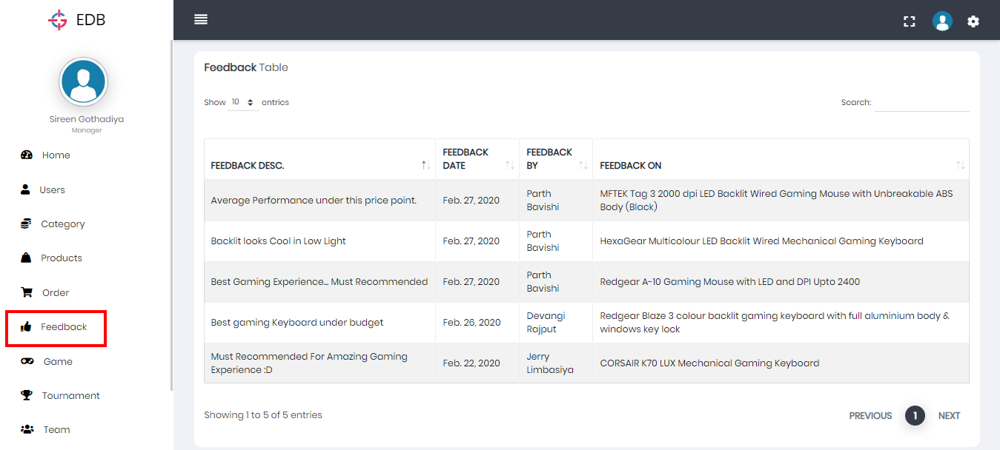 EDB
Sireen Gothadiya
Manager
Home
Users
Category
Products
Order
Feedback
Game
Tournament
Team
Feedback Table
Show 10 entries
Search:
FEEDBACK DESC.
FEEDBACK
DATE
FEEDBACK
BY
FEEDBACK ON
Average Performance under this price point.
Feb. 27, 2020
Parth
Bavishi
MFTEK Tag 3 2000 dpi LED Backlit Wired Gaming Mouse with Unbreakable ABS
Body (Black)
Backlit looks Cool in Low Light
Feb. 27, 2020
Parth
Bavishi
HexaGear Multicolour LED Backlit Wired Mechanical Gaming Keyboard
Best Gaming Experience... Must Recommended
Feb. 27, 2020
Parth
Bavishi
Redgear A-10 Gaming Mouse with LED and DPI Upto 2400
Best gaming Keyboard under budget
Feb. 26, 2020
Devangi
Rajput
Redgear Blaze 3 colour backlit gaming keyboard with full aluminium body &
windows key lock
Must Recommended For Amazing Gaming
Experience :D
Feb. 22, 2020
Jerry
Limbasiya
CORSAIR K70 LUX Mechanical Gaming Keyboard
Showing 1 to 5 of 5 entries
PREVIOUS 1 NEXT